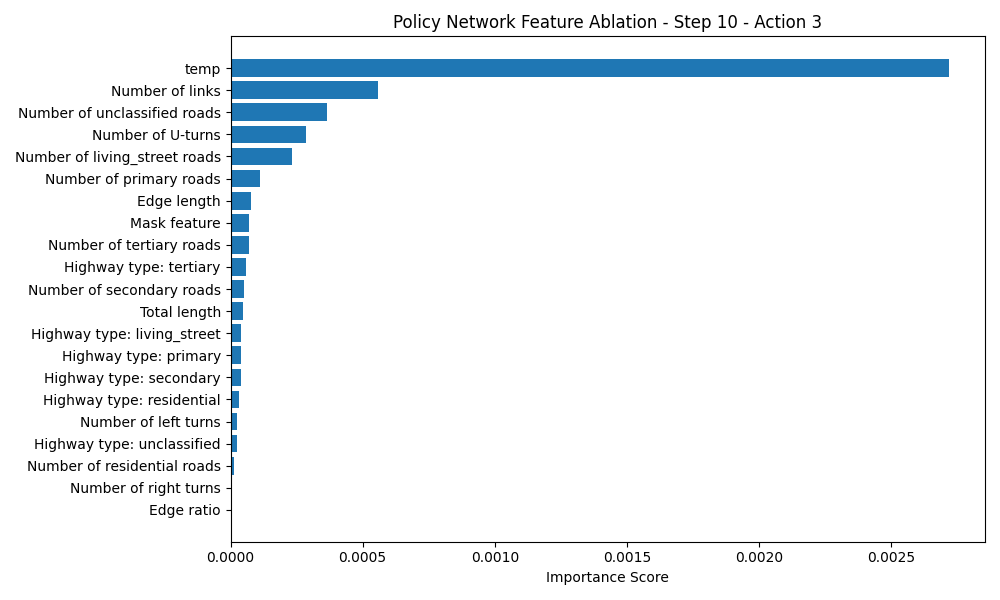 Policy Network Feature Ablation - Step 10 - Action 3
temp
Number of links
Number of unclassified roads
Number of U-turns
Number of living_street roads
Number of primary roads
Edge length
Mask feature
Number of tertiary roads
Highway type: tertiary
Number of secondary roads
Total length
Highway type: living_street
Highway type: primary
Highway type: secondary
Highway type: residential
Number of left turns
Highway type: unclassified
Number of residential roads
Number of right turns
Edge ratio
0.0000 0.0005 0.0010 0.0015 0.0020 0.0025
Importance Score